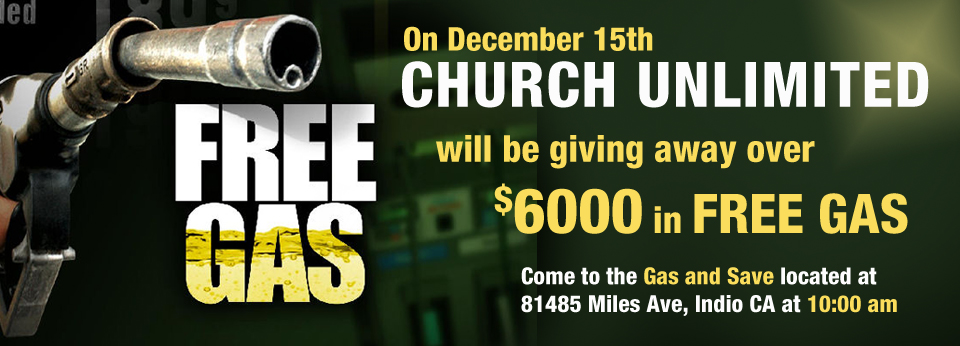 FREE
GAS
On December 15th
CHURCH UNLIMITED
will be giving away over
$6000 in FREE GAS
Come to the Gas and Save located at
81485 Miles Ave, Indio CA at 10:00 am